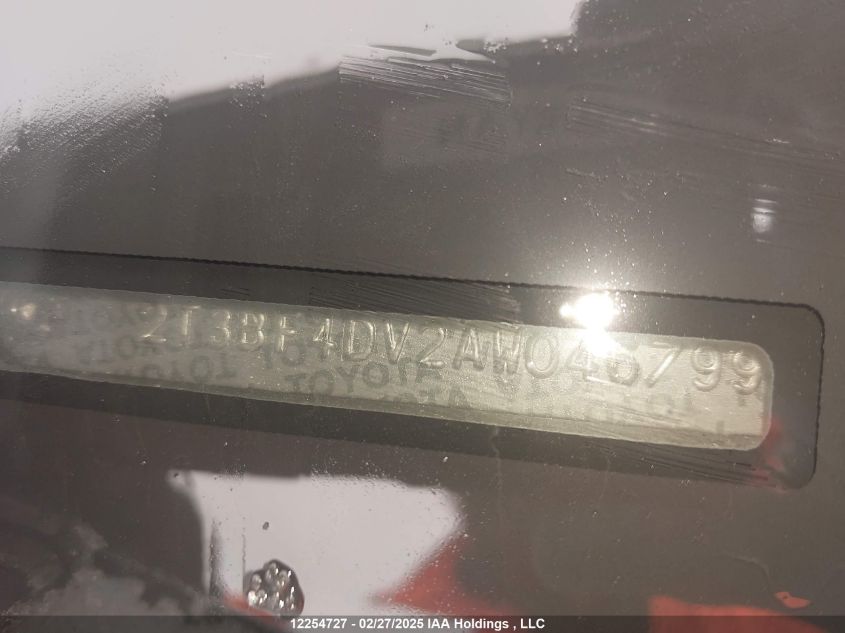 2T3BF4DV2AW046799
TOYOTA
12254727 - 02/27/2025 IAA Holdings , LLC